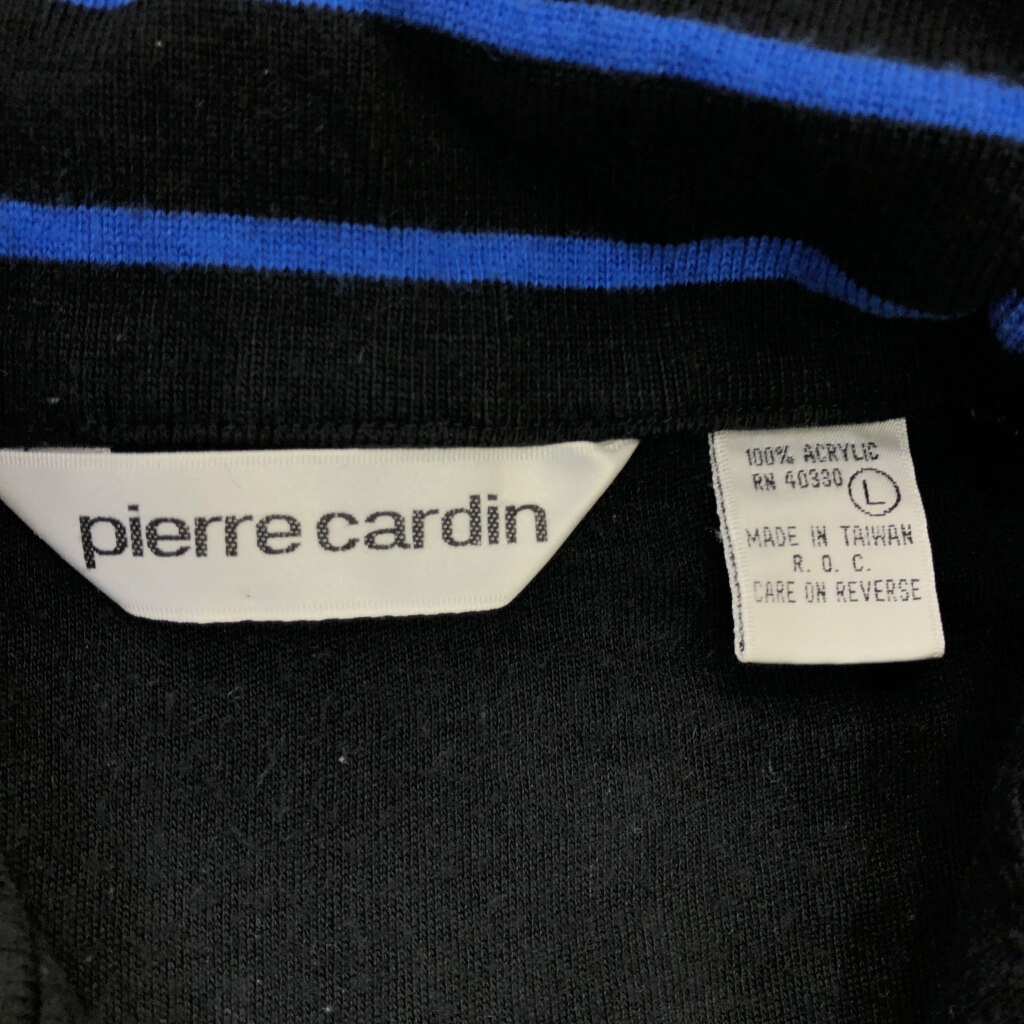 pierre cardin
100% ACRYLIC
RN 40330 L
MADE IN TAIWAN
R. O. C.
CARE ON REVERSE